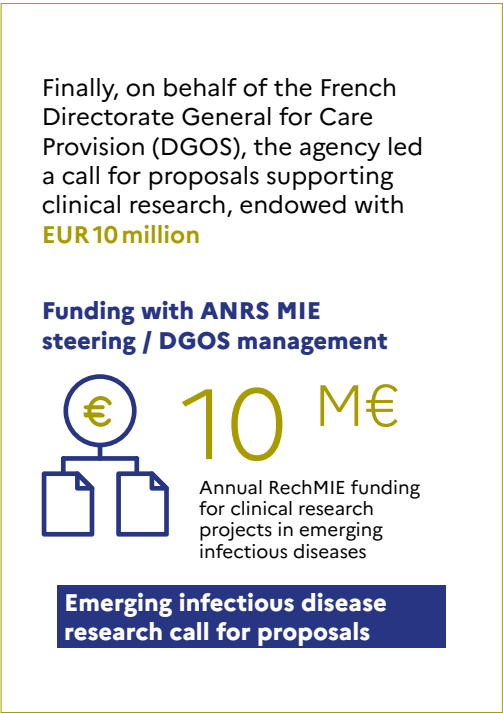 Finally, on behalf of the French
Directorate General for Care
Provision (DGOS), the agency led
a call for proposals supporting
clinical research, endowed with
EUR 10 million
Funding with ANRS MIE
steering / DGOS management
€
10 M€
Annual RechMIE funding
for clinical research
projects in emerging
infectious diseases
Emerging infectious disease
research call for proposals